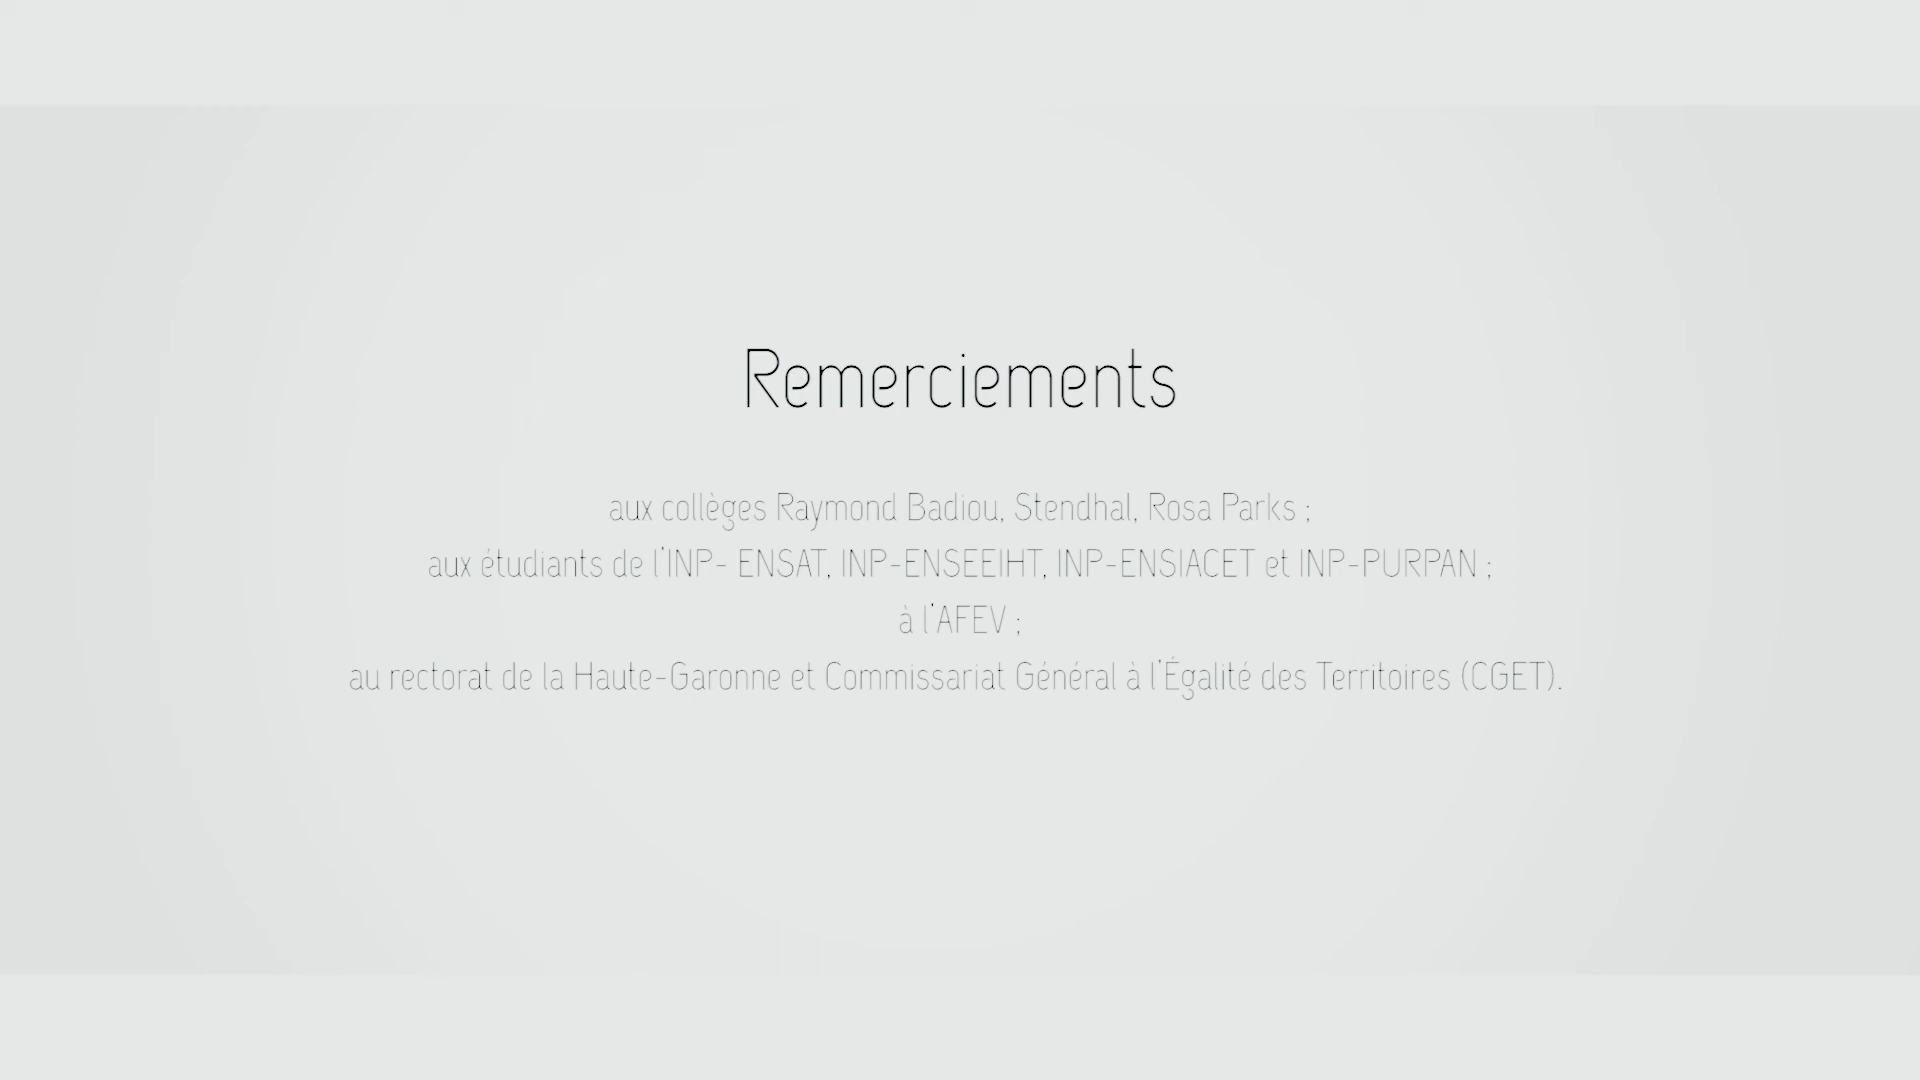 Remerciements
aux collèges Raymond Badiou, Stendhal, Rosa Parks ;
aux étudiants de l'INP- ENSAT, INP-ENSEEIHT, INP-ENSIACET et INP-PURPAN ;
à l'AFEV ;
au rectorat de la Haute-Garonne et Commissariat Général à l'Égalité des Territoires (CGET).